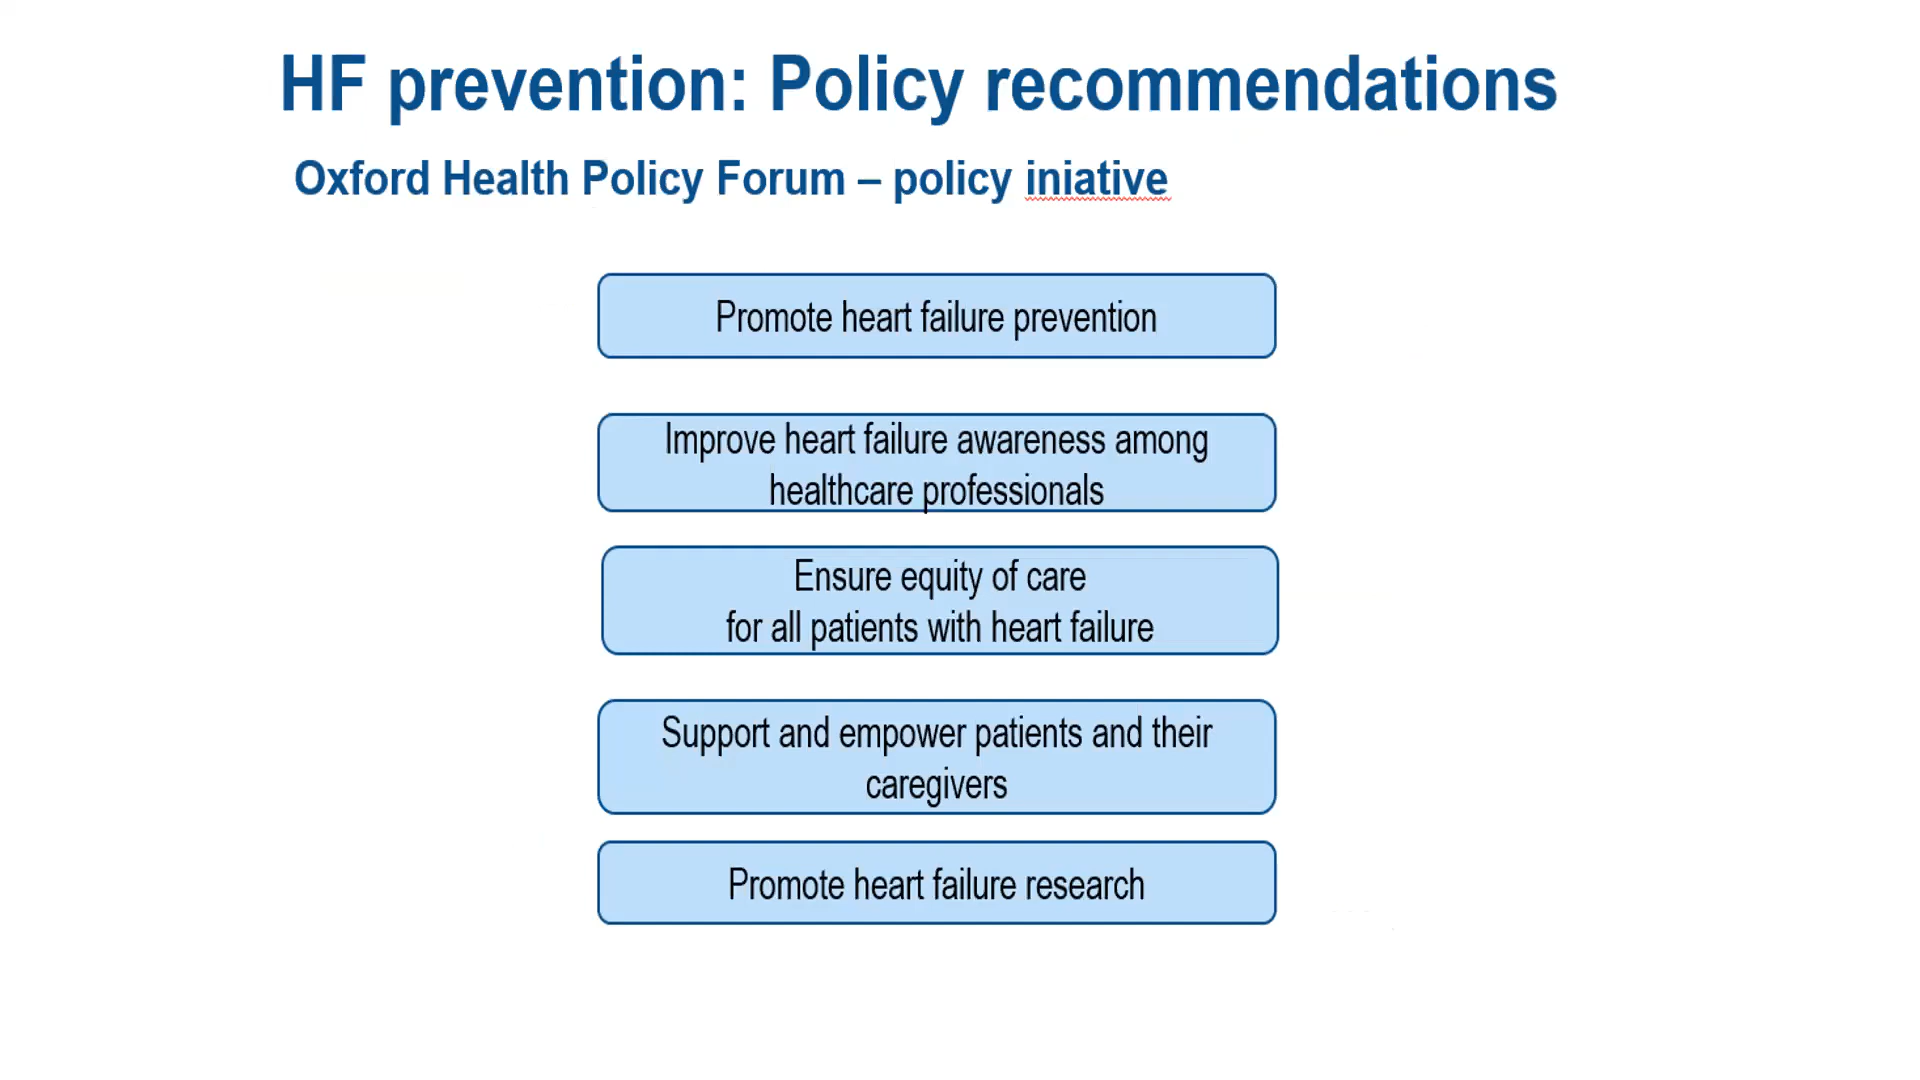 HF prevention: Policy recommendations
Oxford Health Policy Forum – policy iniative
Promote heart failure prevention
Improve heart failure awareness among
healthcare professionals
Ensure equity of care
for all patients with heart failure
Support and empower patients and their
caregivers
Promote heart failure research